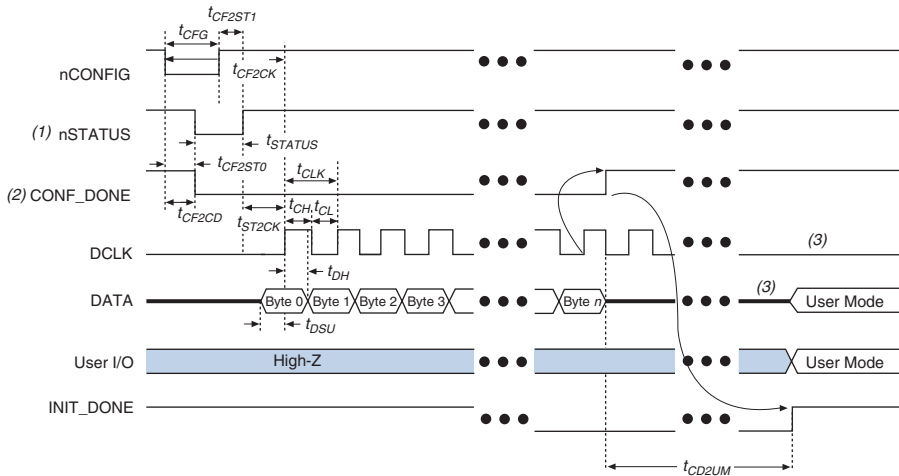 tCF2ST1
tCFG
nCONFIG
tCF2CK
(1) nSTATUS
tSTATUS
tCF2ST0
tCLK
(2) CONF_DONE
tCF2CD
tST2CK
tCH
tCL
DCLK
(3)
tDH
DATA
Byte 0
Byte 1
Byte 2
Byte 3
Byte n
(3)
User Mode
tDSU
User I/O
High-Z
User Mode
INIT_DONE
tCD2UM